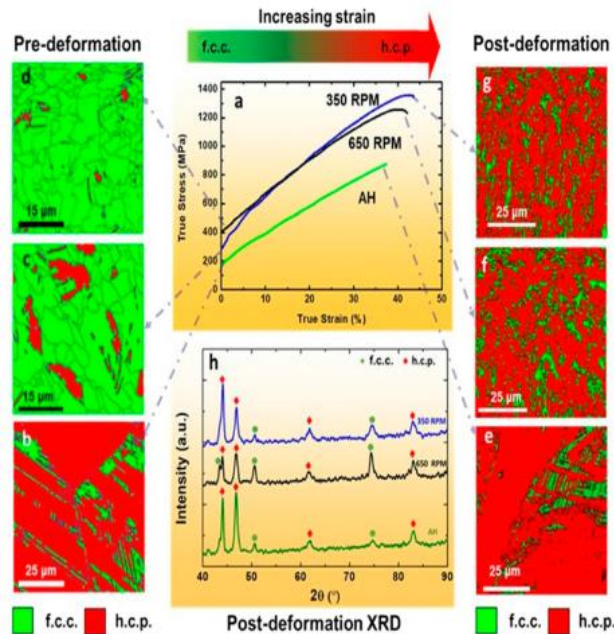 Increasing strain
Pre-deformation
f.c.c.
h.c.p.
Post-deformation
d
15 μm
c
15 μm
b
25 μm
f.c.c.
h.c.p.
a
350 RPM
650 RPM
AH
True Stress (MPa)
1400
1200
1000
800
600
400
200
0
0
10
20
30
40
50
True Strain (%)
h
f.c.c.
h.c.p.
350 RPM
650 RPM
AH
Intensity (a.u.)
40
50
60
70
80
90
2θ (°)
Post-deformation XRD
g
25 μm
f
25 μm
e
25 μm
f.c.c.
h.c.p.